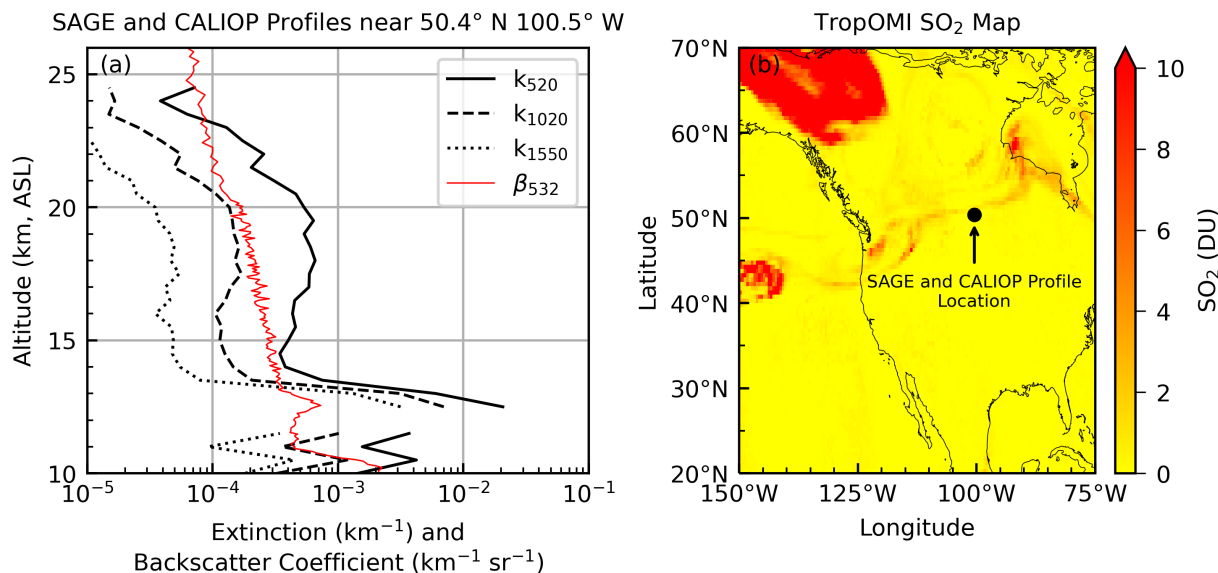 SAGE and CALIOP Profiles near 50.4° N 100.5° W
(a)
k₅₂₀
k₁₀₂₀
k₁₅₅₀
β₅₃₂
25
20
15
10
Altitude (km, ASL)
10⁻⁵ 10⁻⁴ 10⁻³ 10⁻² 10⁻¹
Extinction (km⁻¹) and
Backscatter Coefficient (km⁻¹ sr⁻¹)
TropOMI SO₂ Map
(b)
70°N
60°N
50°N
40°N
30°N
20°N
Latitude
SAGE and CALIOP Profile
Location
150°W 125°W 100°W 75°W
Longitude
10
8
6
4
2
0
SO₂ (DU)